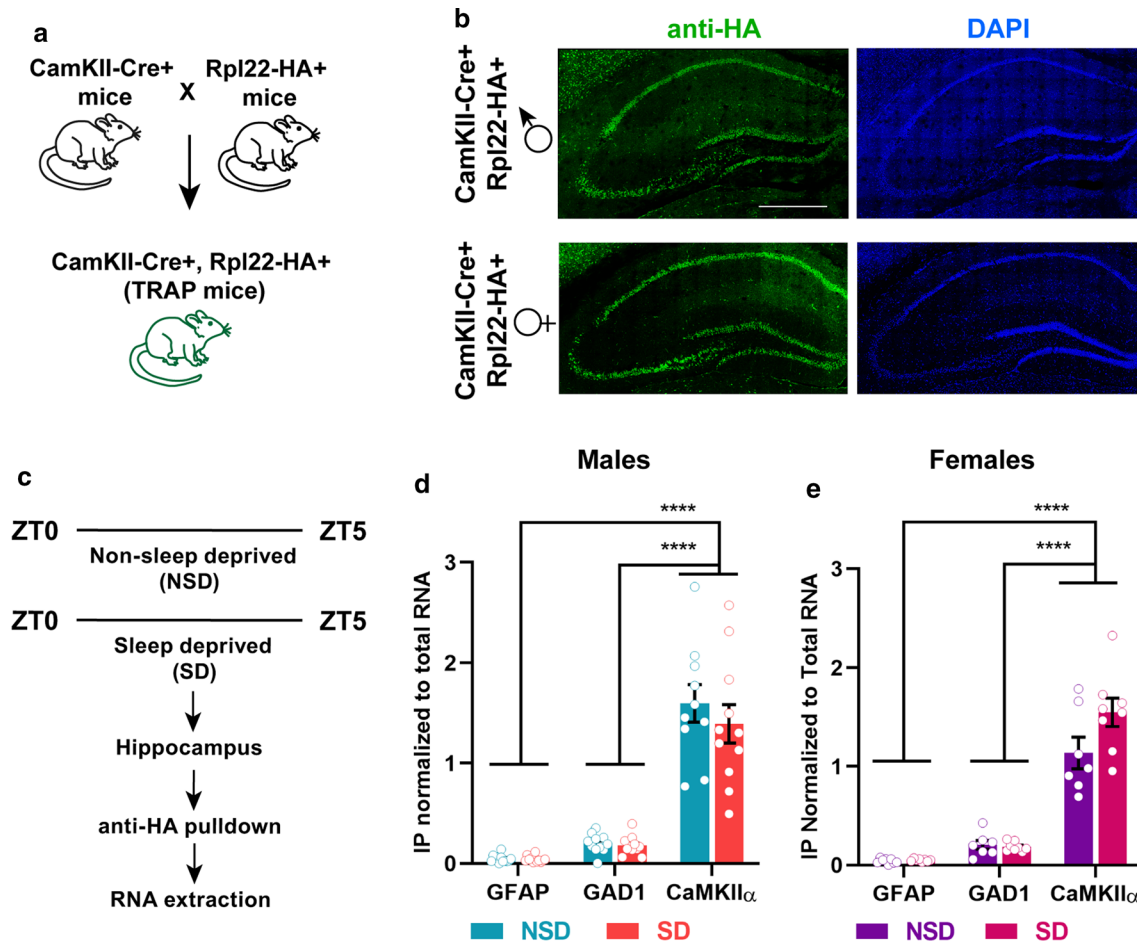 a
CamKII-Cre+ Rpl22-HA+
mice X mice
CamKII-Cre+, Rpl22-HA+
(TRAP mice)
b
anti-HA DAPI
CamKII-Cre+
Rpl22-HA+
CamKII-Cre+
Rpl22-HA+
c
ZT0 ZT5
Non-sleep deprived
(NSD)
ZT0 ZT5
Sleep deprived
(SD)
Hippocampus
anti-HA pulldown
RNA extraction
d
Males
****
****
IP normalized to total RNA
3
2
1
0
GFAP GAD1 CaMKIIα
NSD SD
e
Females
****
****
IP Normalized to Total RNA
3
2
1
0
GFAP GAD1 CaMKIIα
NSD SD